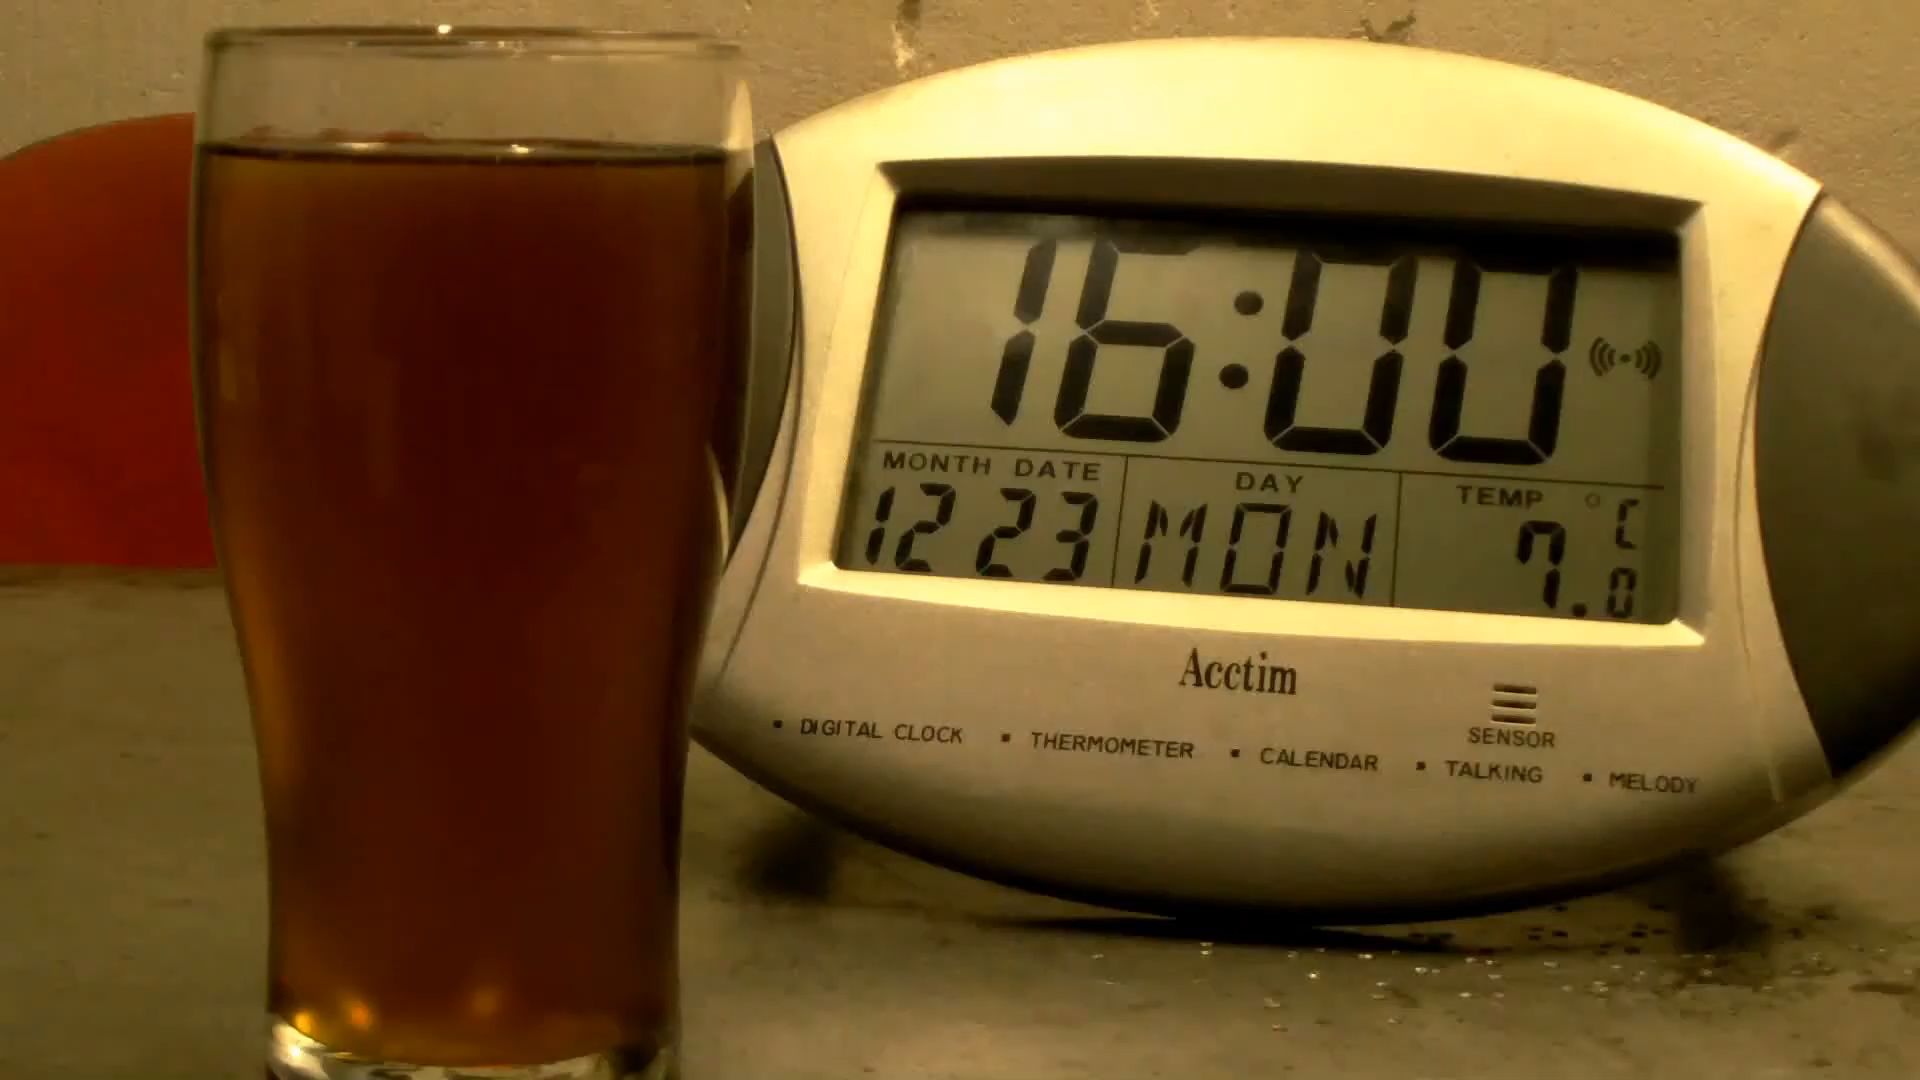 16:00
MONTH DATE DAY TEMP °C
12 23 MON 7.0
Acctim
SENSOR
▪ DIGITAL CLOCK ▪ THERMOMETER ▪ CALENDAR ▪ TALKING ▪ MELODY